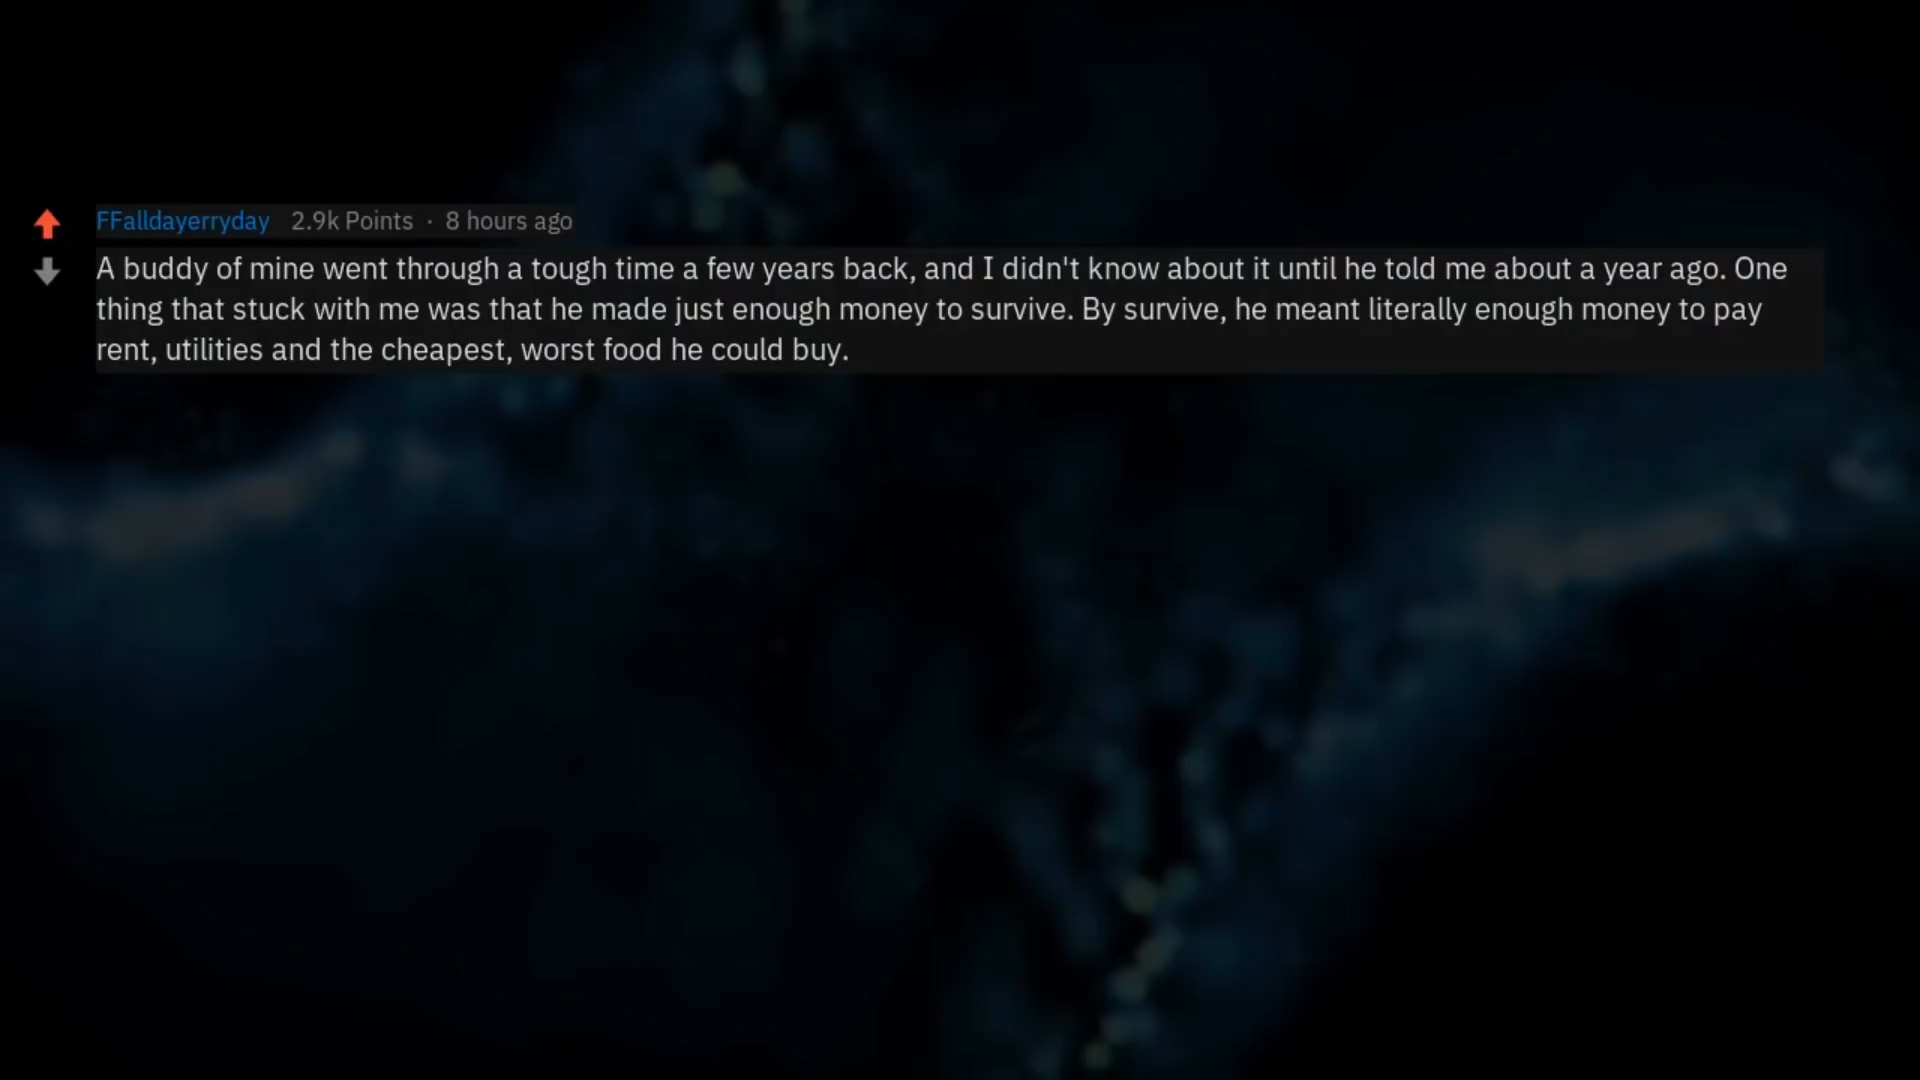 FFalldayerryday 2.9k Points · 8 hours ago
A buddy of mine went through a tough time a few years back, and I didn't know about it until he told me about a year ago. One
thing that stuck with me was that he made just enough money to survive. By survive, he meant literally enough money to pay
rent, utilities and the cheapest, worst food he could buy.